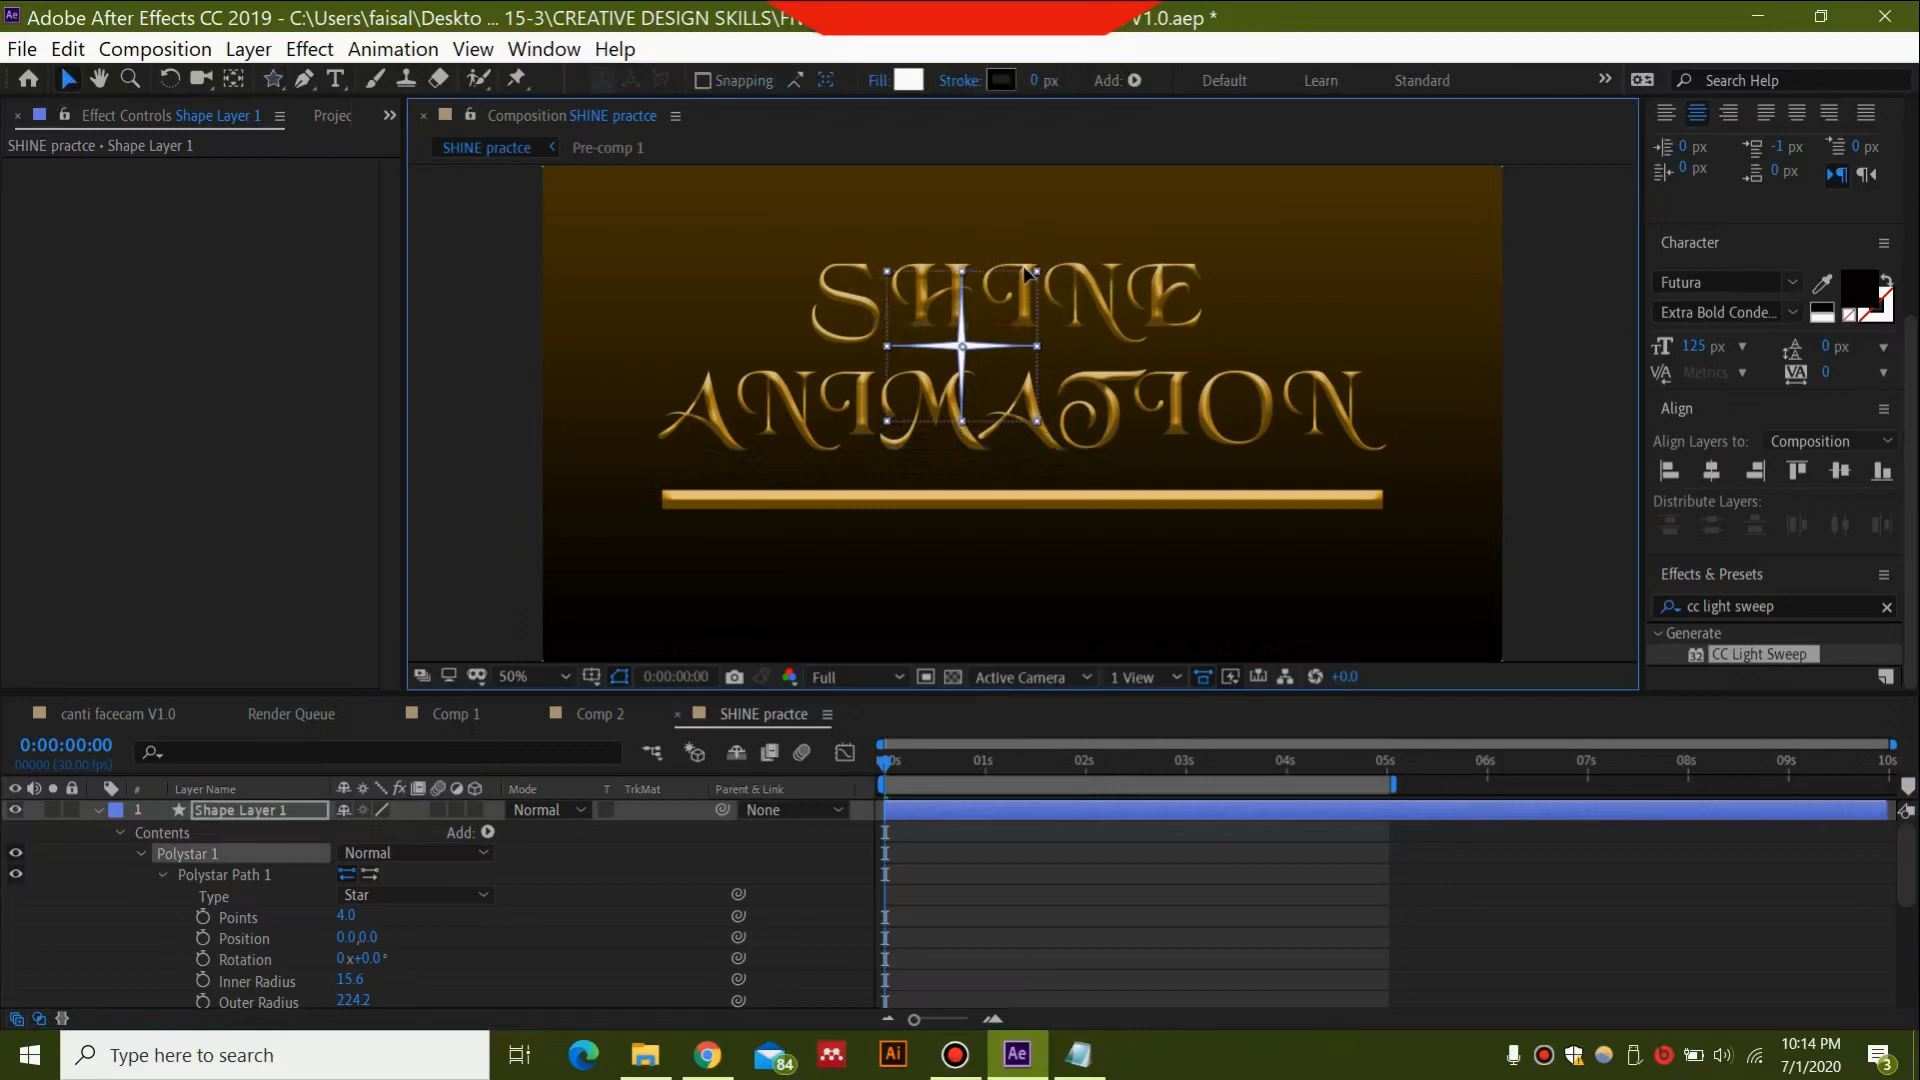 Adobe After Effects CC 2019 - C:\Users\faisal\Deskto ... 15-3\CREATIVE DESIGN SKILLS\
V1.0.aep *
File Edit Composition Layer Effect Animation View Window Help
Snapping Fill: Stroke: 0 px Add: Default Learn Standard Search Help
Effect Controls Shape Layer 1 Projec
Composition SHINE practce
SHINE practce • Shape Layer 1
SHINE practce Pre-comp 1
0 px -1 px 0 px
0 px 0 px
Character
Futura
Extra Bold Conde...
125 px 0 px
Metrics 0
Align
Align Layers to: Composition
Distribute Layers:
Effects & Presets
cc light sweep
Generate
32 CC Light Sweep
SHINE
ANIMATION
50% 0:00:00:00 Full Active Camera 1 View +0.0
canti facecam V1.0 Render Queue Comp 1 Comp 2 SHINE practce
0:00:00:00
00000 (30.00 fps)
01s 02s 03s 04s 05s 06s 07s 08s 09s 10s
# Layer Name fx Mode T TrkMat Parent & Link
1 Shape Layer 1 Normal None
Contents Add:
Polystar 1 Normal
Polystar Path 1
Type Star
Points 4.0
Position 0.0,0.0
Rotation 0x+0.0°
Inner Radius 15.6
Outer Radius 224.2
Type here to search
84
Ai
Ae
10:14 PM
7/1/2020
3